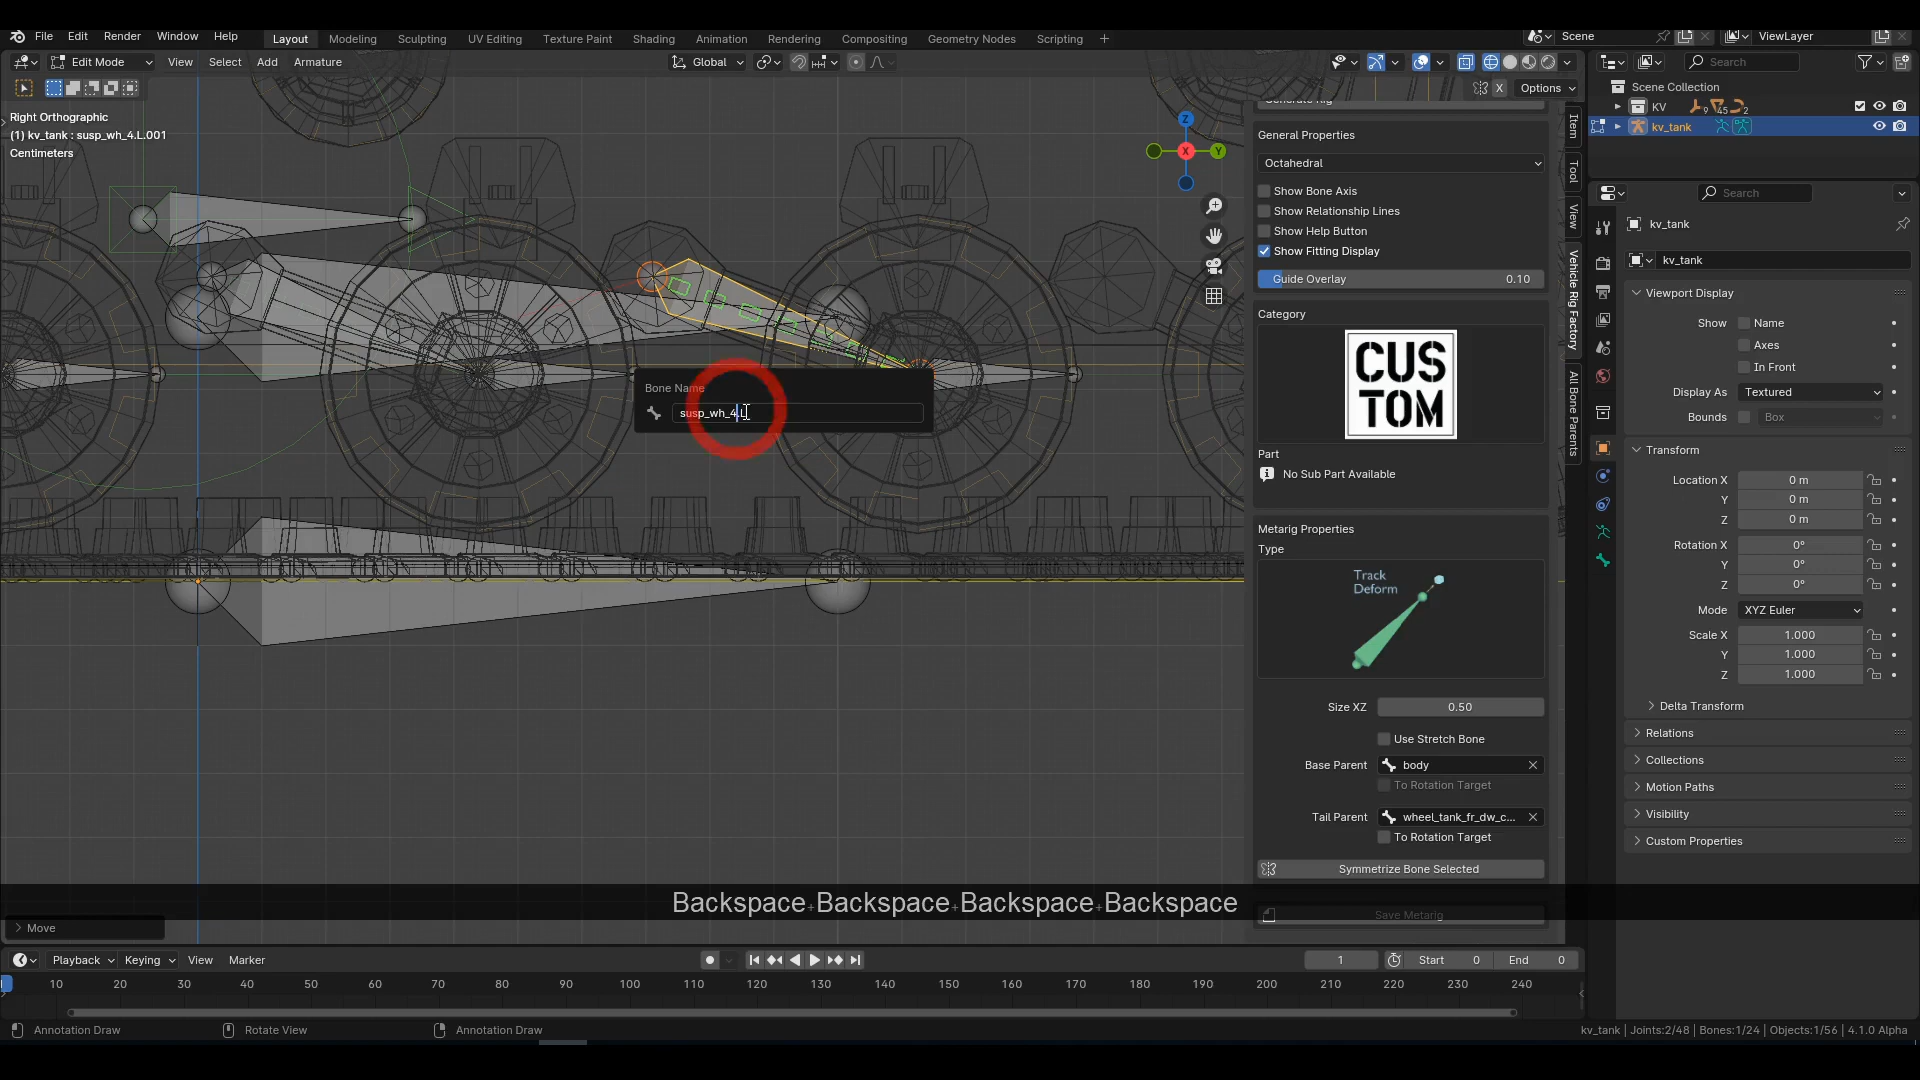 File Edit Render Window Help
Layout Modeling Sculpting UV Editing Texture Paint Shading Animation Rendering Compositing Geometry Nodes Scripting +
Scene
ViewLayer
Edit Mode View Select Add Armature
Global
Search
X Options
Right Orthographic
(1) kv_tank : susp_wh_4.L.001
Centimeters
Z
X
Y
Generate Rig
General Properties
Octahedral
Show Bone Axis
Show Relationship Lines
Show Help Button
Show Fitting Display
Guide Overlay 0.10
Category
CUS
TOM
Part
No Sub Part Available
Metarig Properties
Type
Track
Deform
Size XZ 0.50
Use Stretch Bone
Base Parent body
To Rotation Target
Tail Parent wheel_tank_fr_dw_c...
To Rotation Target
Symmetrize Bone Selected
Save Metarig
Item
Tool
View
Vehicle Rig Factory
All Bone Parents
Bone Name
susp_wh_4.L
Backspace+Backspace+Backspace+Backspace
Move
Scene Collection
KV 9 45 2
kv_tank
Search
kv_tank
kv_tank
Viewport Display
Show Name
Axes
In Front
Display As Textured
Bounds Box
Transform
Location X 0 m
Y 0 m
Z 0 m
Rotation X 0°
Y 0°
Z 0°
Mode XYZ Euler
Scale X 1.000
Y 1.000
Z 1.000
Delta Transform
Relations
Collections
Motion Paths
Visibility
Custom Properties
Playback Keying View Marker
1 Start 0 End 0
10 20 30 40 50 60 70 80 90 100 110 120 130 140 150 160 170 180 190 200 210 220 230 240
Annotation Draw Rotate View Annotation Draw
kv_tank | Joints:2/48 | Bones:1/24 | Objects:1/56 | 4.1.0 Alpha